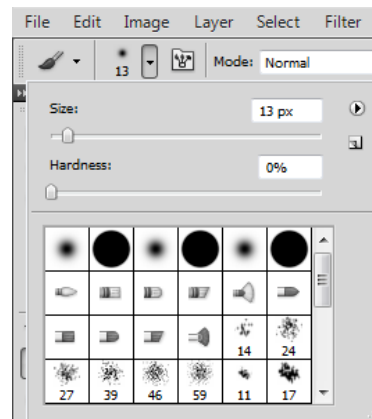 File Edit Image Layer Select Filter
13 Mode: Normal
Size: 13 px
Hardness: 0%
14 24
27 39 46 59 11 17